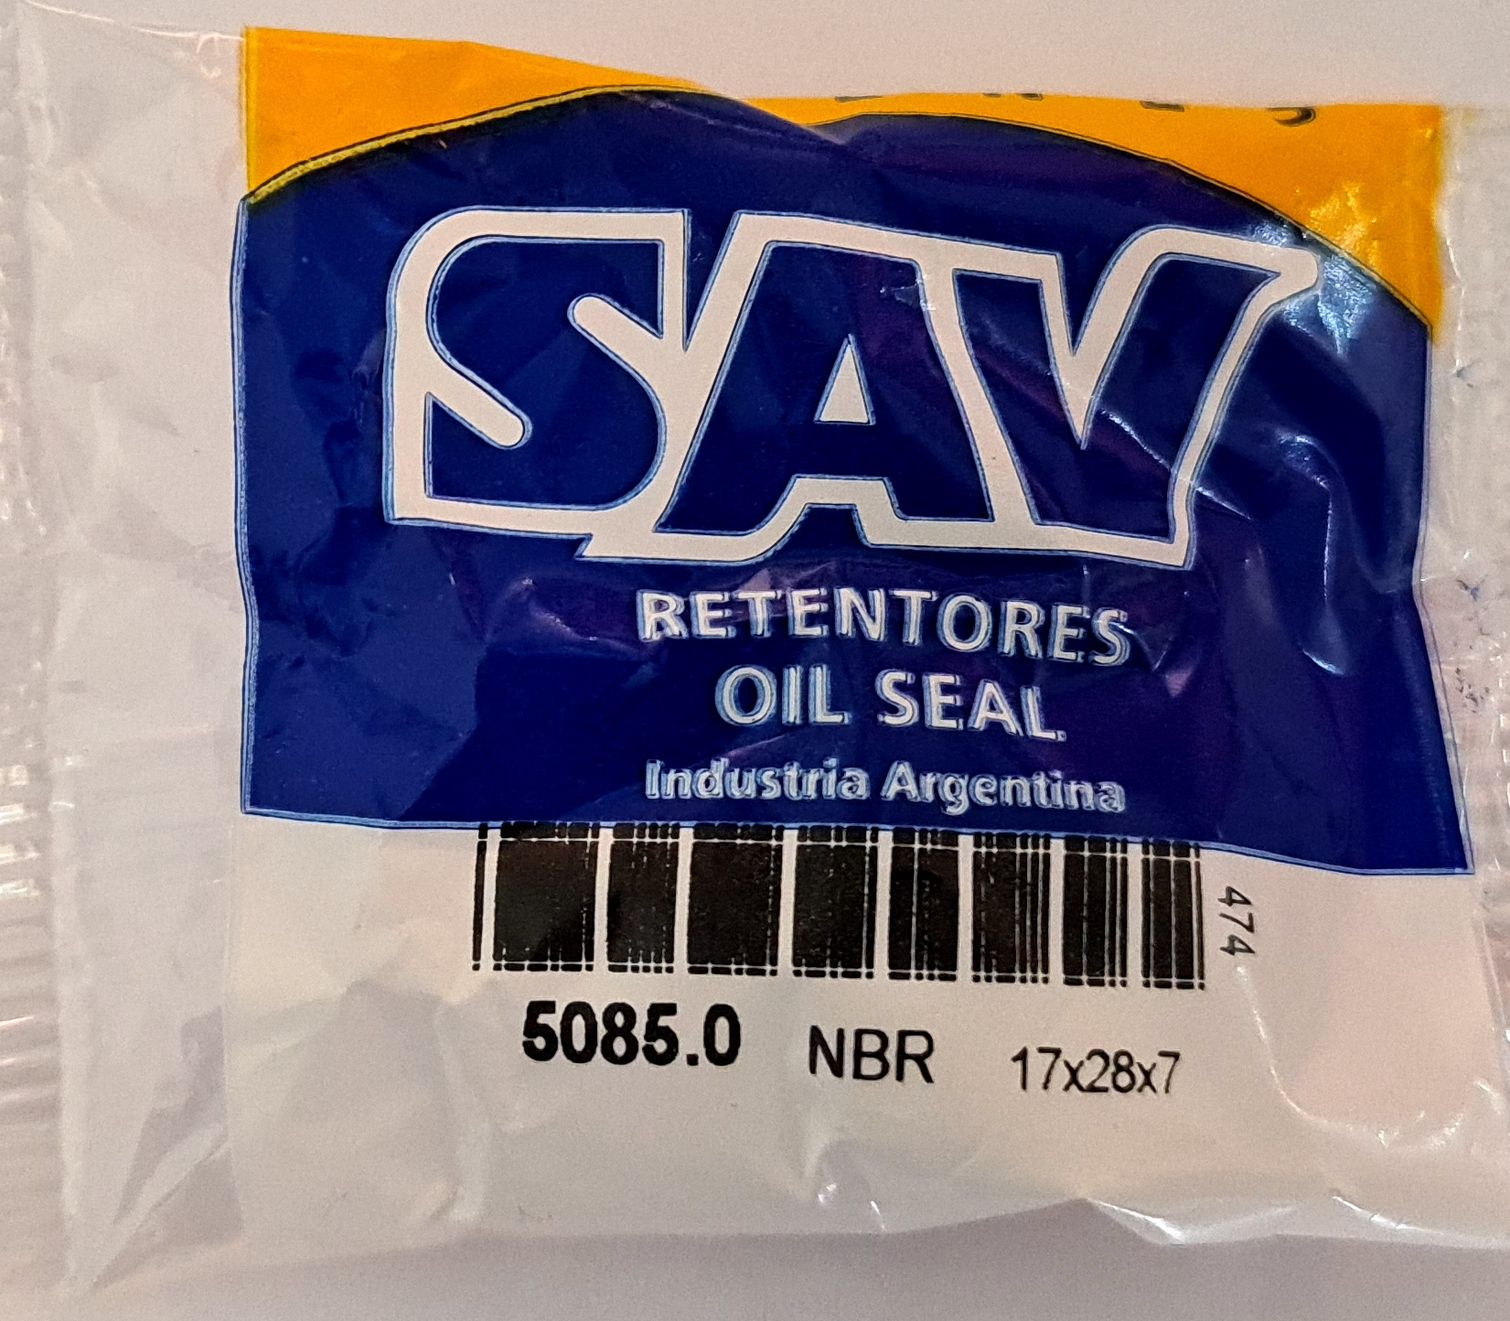 SAV
RETENTORES
OIL SEAL
Industria Argentina
474
5085.0 NBR 17x28x7